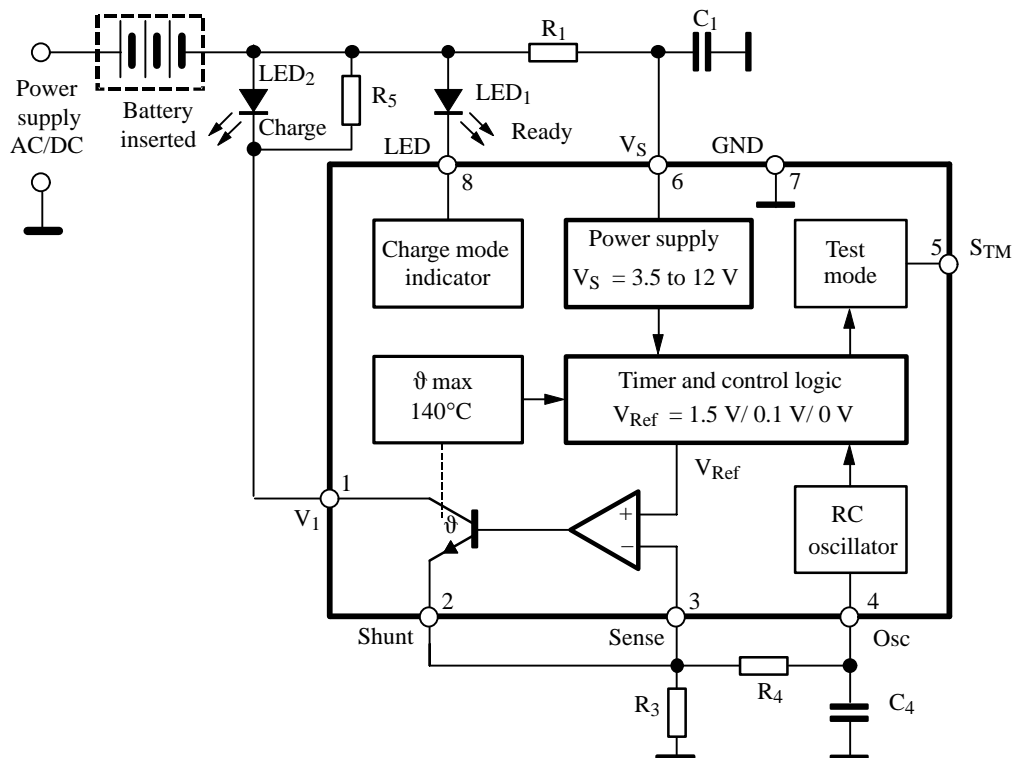 C1
R1
LED2
R5
LED1
Power
supply
AC/DC
Battery
inserted
Charge
Ready
LED
VS
GND
8
6
7
Charge mode
indicator
Power supply
VS = 3.5 to 12 V
Test
mode
5
STM
ϑ max
140°C
Timer and control logic
VRef = 1.5 V/ 0.1 V/ 0 V
VRef
1
V1
ϑ
+
−
RC
oscillator
2
3
4
Shunt
Sense
Osc
R3
R4
C4